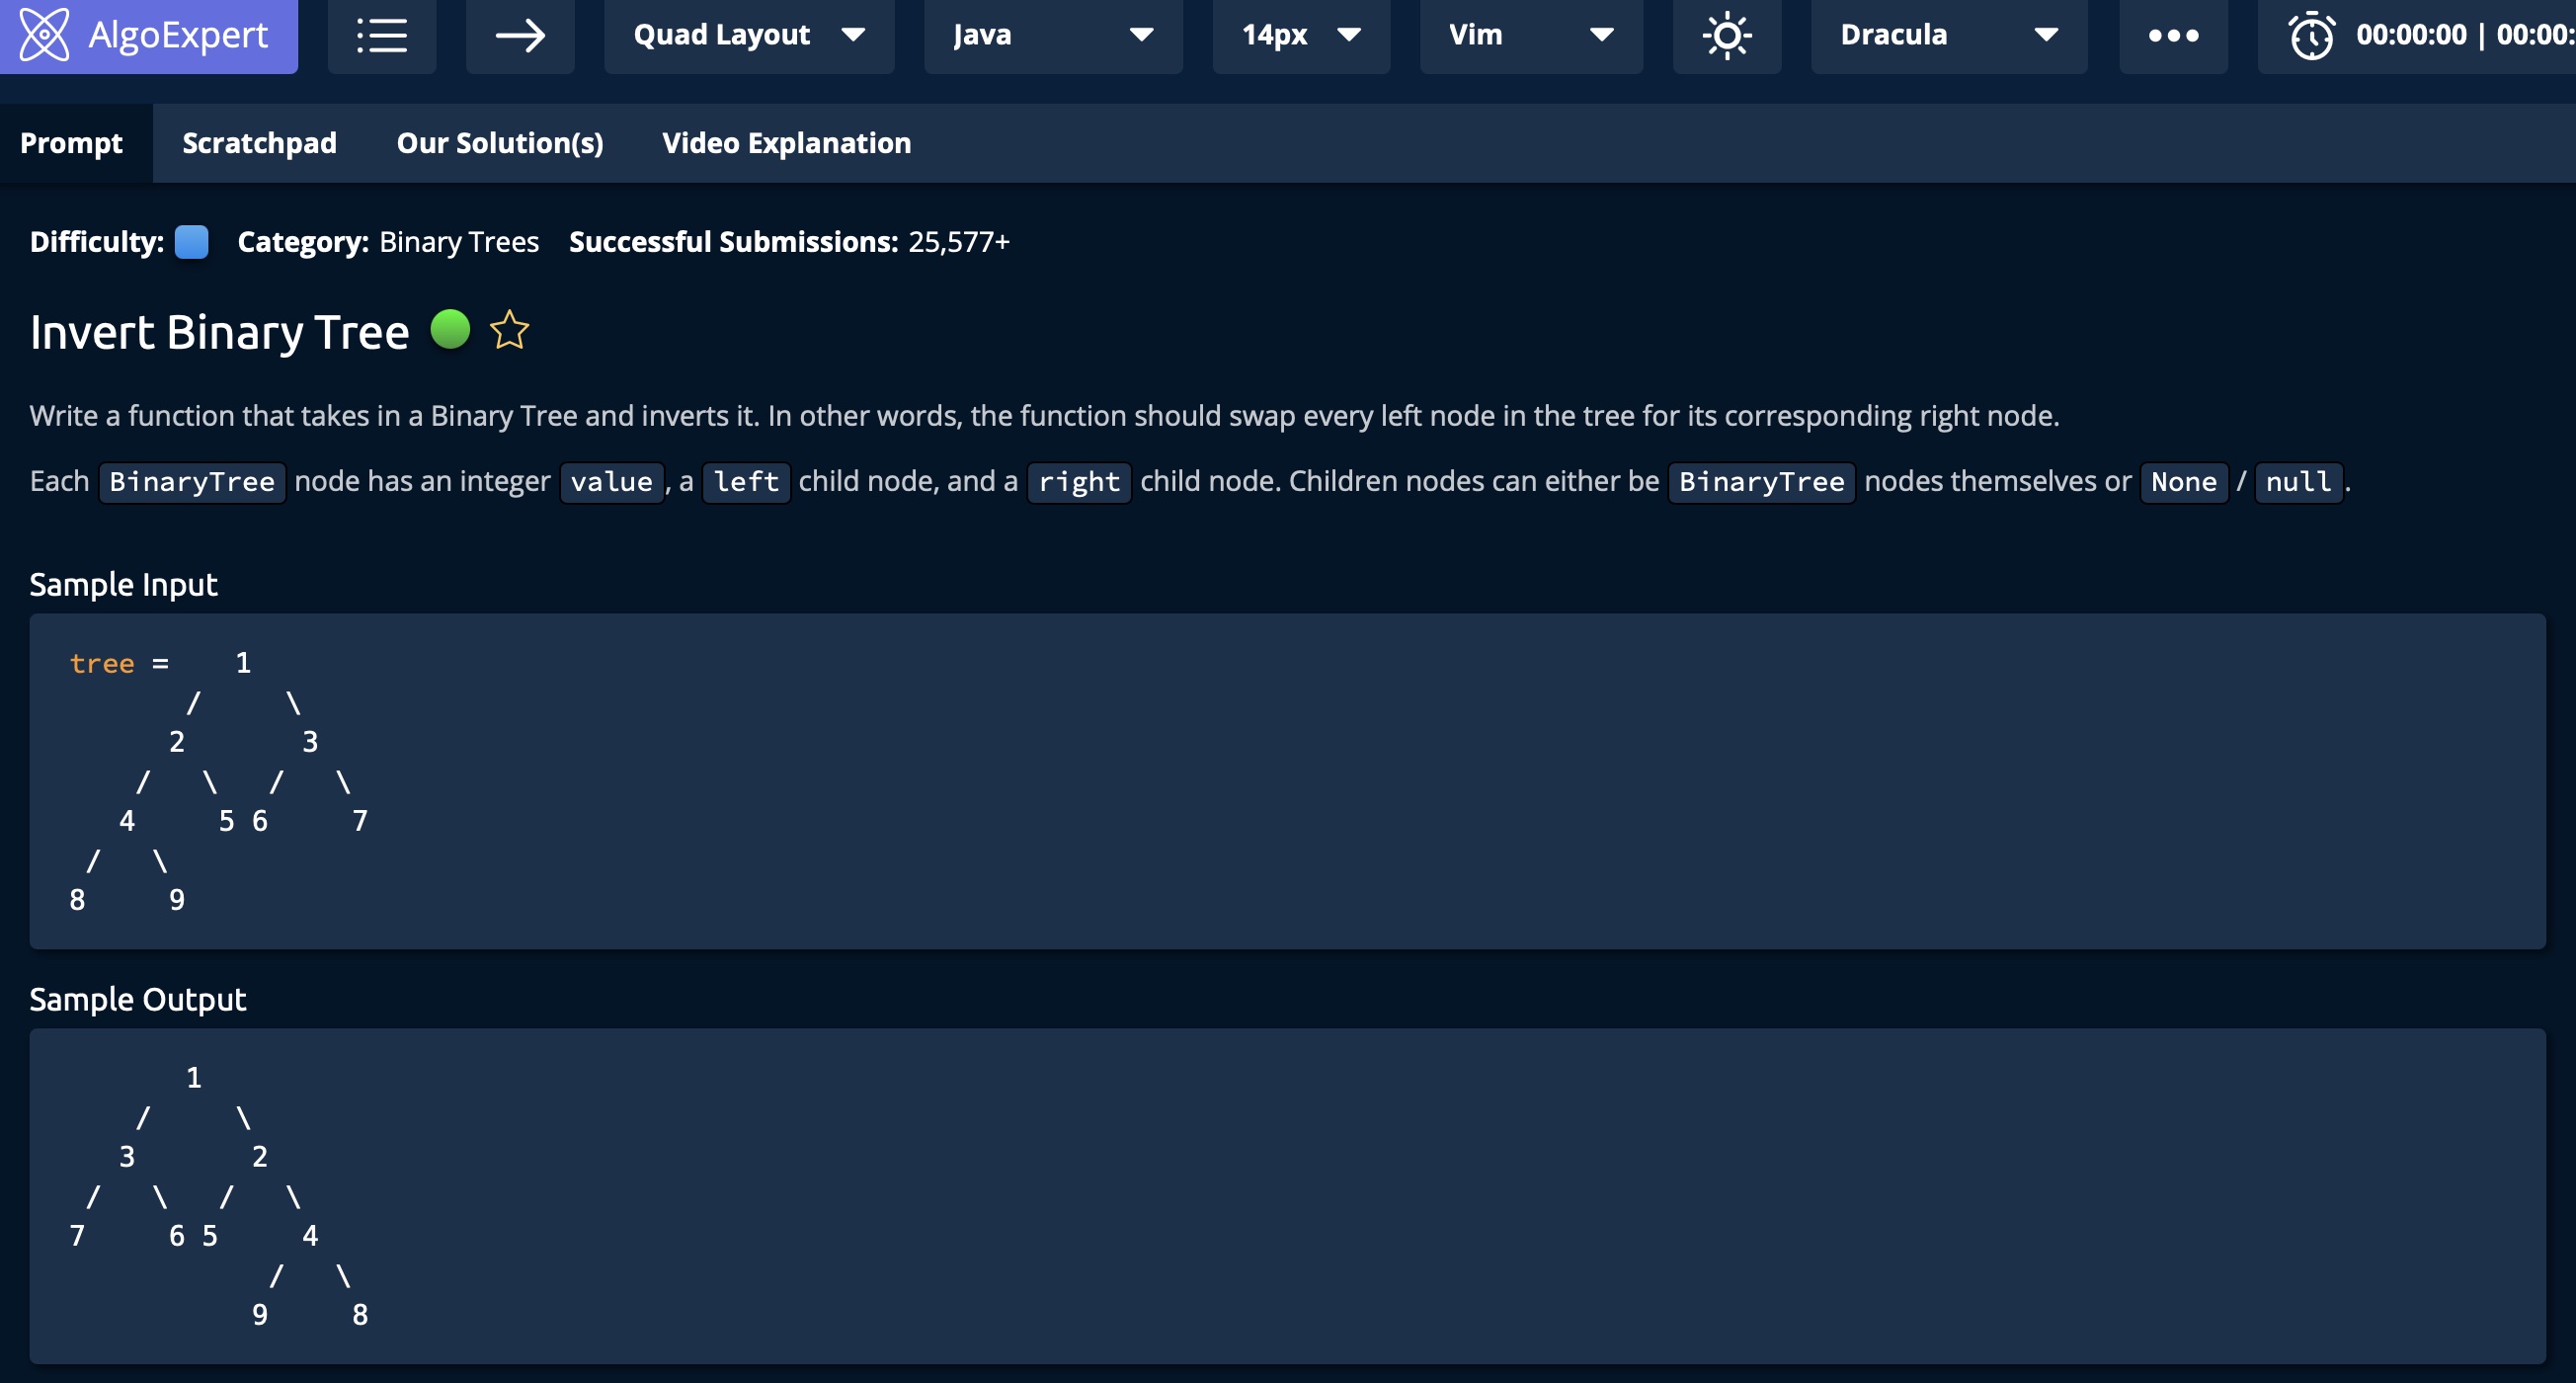 AlgoExpert Quad Layout Java 14px Vim Dracula ••• 00:00:00 | 00:00:
Prompt Scratchpad Our Solution(s) Video Explanation
Difficulty: Category: Binary Trees Successful Submissions: 25,577+
Invert Binary Tree
Write a function that takes in a Binary Tree and inverts it. In other words, the function should swap every left node in the tree for its corresponding right node.
Each BinaryTree node has an integer value, a left child node, and a right child node. Children nodes can either be BinaryTree nodes themselves or None / null.
Sample Input
tree =    1
       /     \
      2       3
    /   \   /   \
   4     5 6     7
 /   \
8     9
Sample Output
       1
    /     \
   3       2
 /   \   /   \
7     6 5     4
            /   \
           9     8